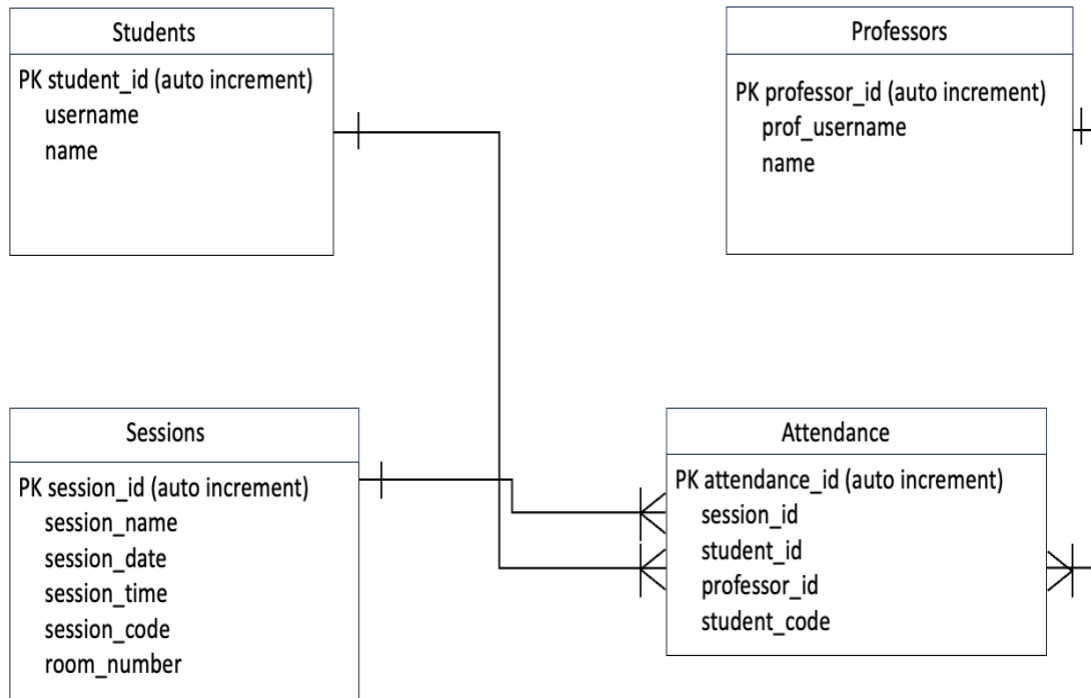 Students
PK student_id (auto increment)
username
name
Professors
PK professor_id (auto increment)
prof_username
name
Sessions
PK session_id (auto increment)
session_name
session_date
session_time
session_code
room_number
Attendance
PK attendance_id (auto increment)
session_id
student_id
professor_id
student_code